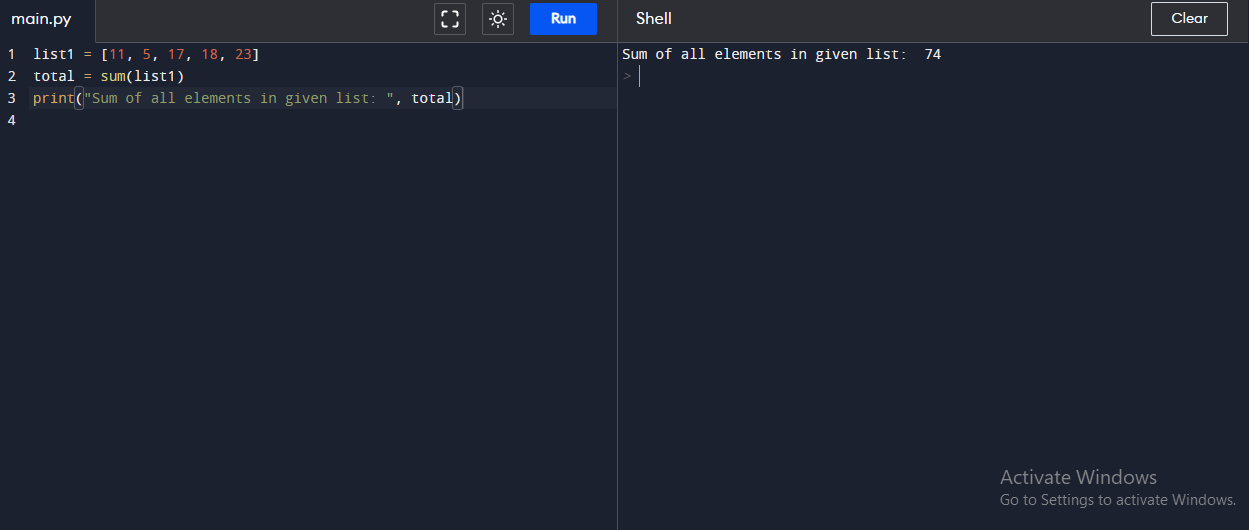 main.py
Run
1 list1 = [11, 5, 17, 18, 23]
2 total = sum(list1)
3 print("Sum of all elements in given list: ", total)
4
Shell
Clear
Sum of all elements in given list:  74
>
Activate Windows
Go to Settings to activate Windows.